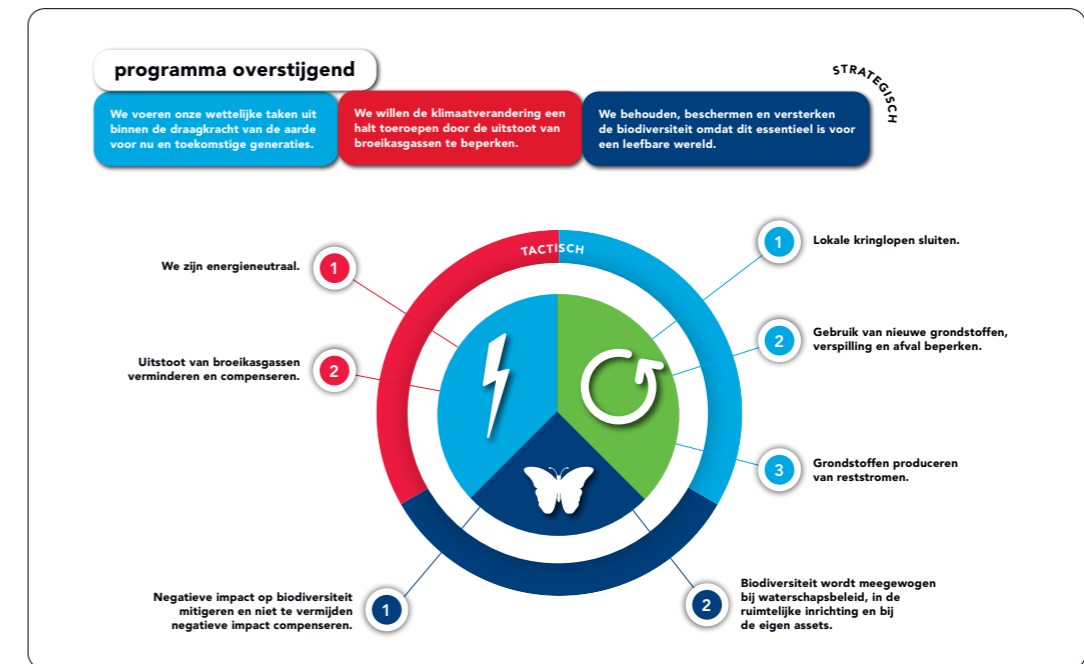 programma overstijgend
STRATEGISCH
We voeren onze wettelijke taken uit
binnen de draagkracht van de aarde
voor nu en toekomstige generaties.
We willen de klimaatverandering een
halt toeroepen door de uitstoot van
broeikasgassen te beperken.
We behouden, beschermen en versterken
de biodiversiteit omdat dit essentieel is voor
een leefbare wereld.
TACTISCH
We zijn energieneutraal.
1
Uitstoot van broeikasgassen
verminderen en compenseren.
2
1
Lokale kringlopen sluiten.
2
Gebruik van nieuwe grondstoffen,
verspilling en afval beperken.
3
Grondstoffen produceren
van reststromen.
Negatieve impact op biodiversiteit
mitigeren en niet te vermijden
negatieve impact compenseren.
1
2
Biodiversiteit wordt meegewogen
bij waterschapsbeleid, in de
ruimtelijke inrichting en bij
de eigen assets.